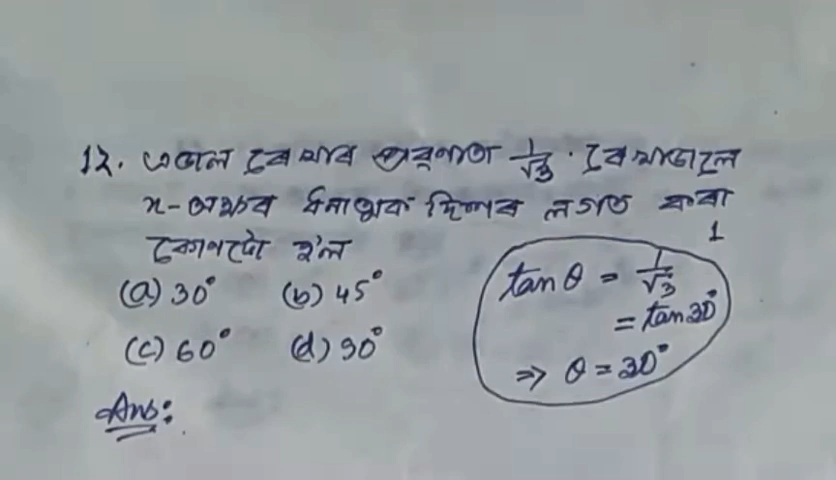 12. এডাল ৰেখাৰ প্ৰৱণতা 1/√3. ৰেখাডালে
x-অক্ষৰ ধনাত্মক দিশৰ লগত কৰা
কোণটো হ'ল 1
(a) 30° (b) 45°
(c) 60° (d) 90°
Ans:
tan θ = 1/√3
= tan 30°
⇒ θ = 30°